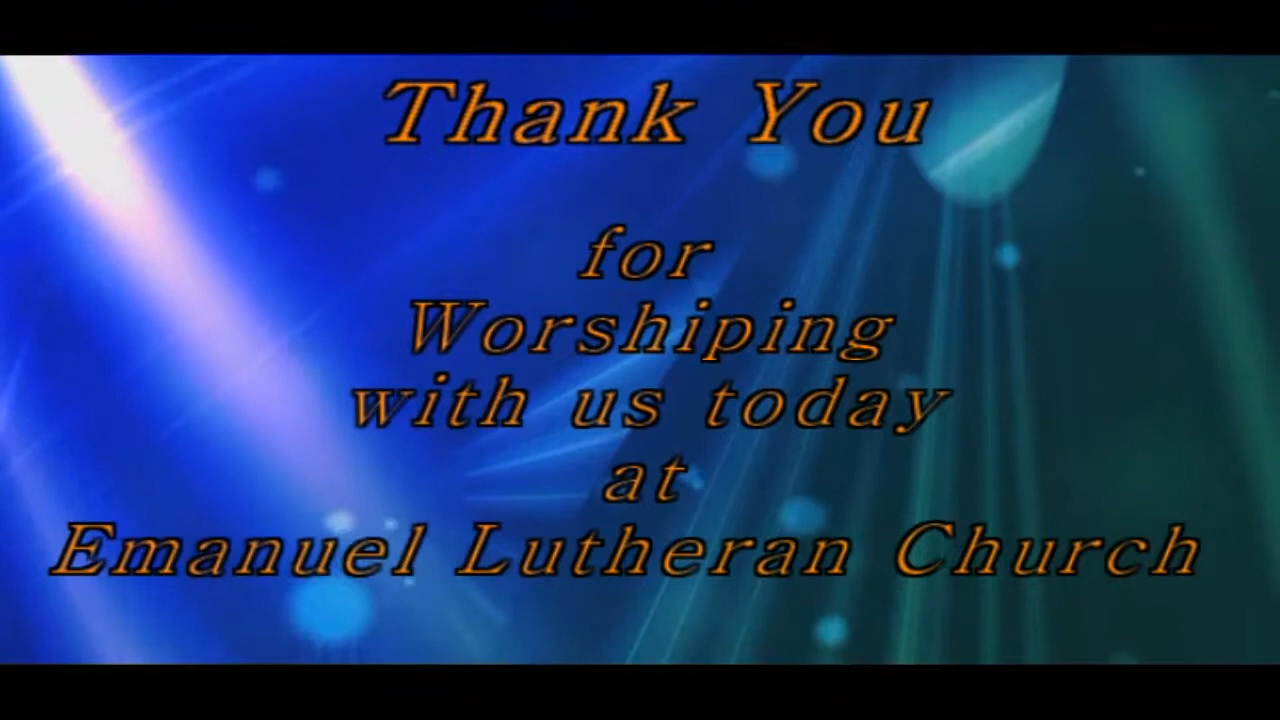 Thank You
for
Worshiping
with us today
at
Emanuel Lutheran Church